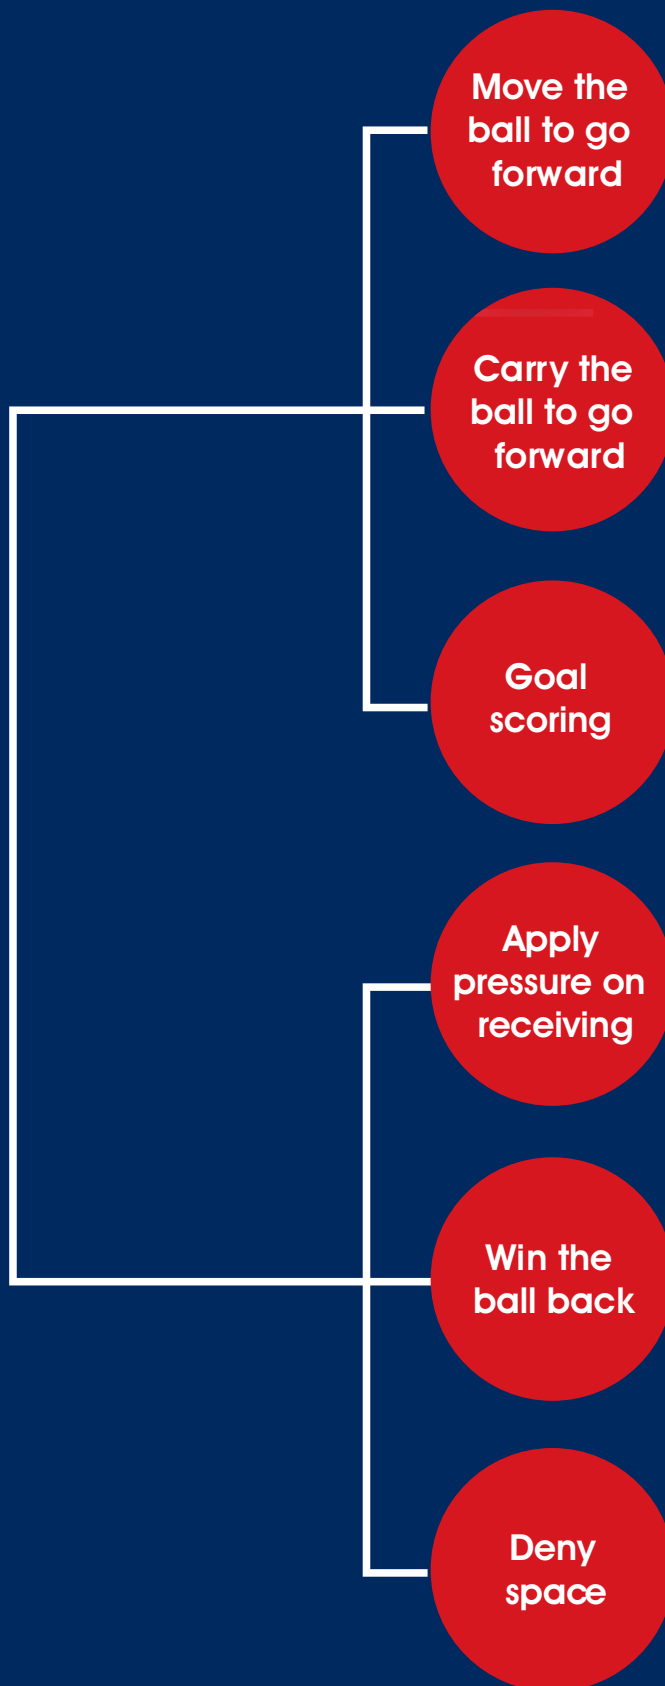 Move the
ball to go
forward
Carry the
ball to go
forward
Goal
scoring
Apply
pressure on
receiving
Win the
ball back
Deny
space